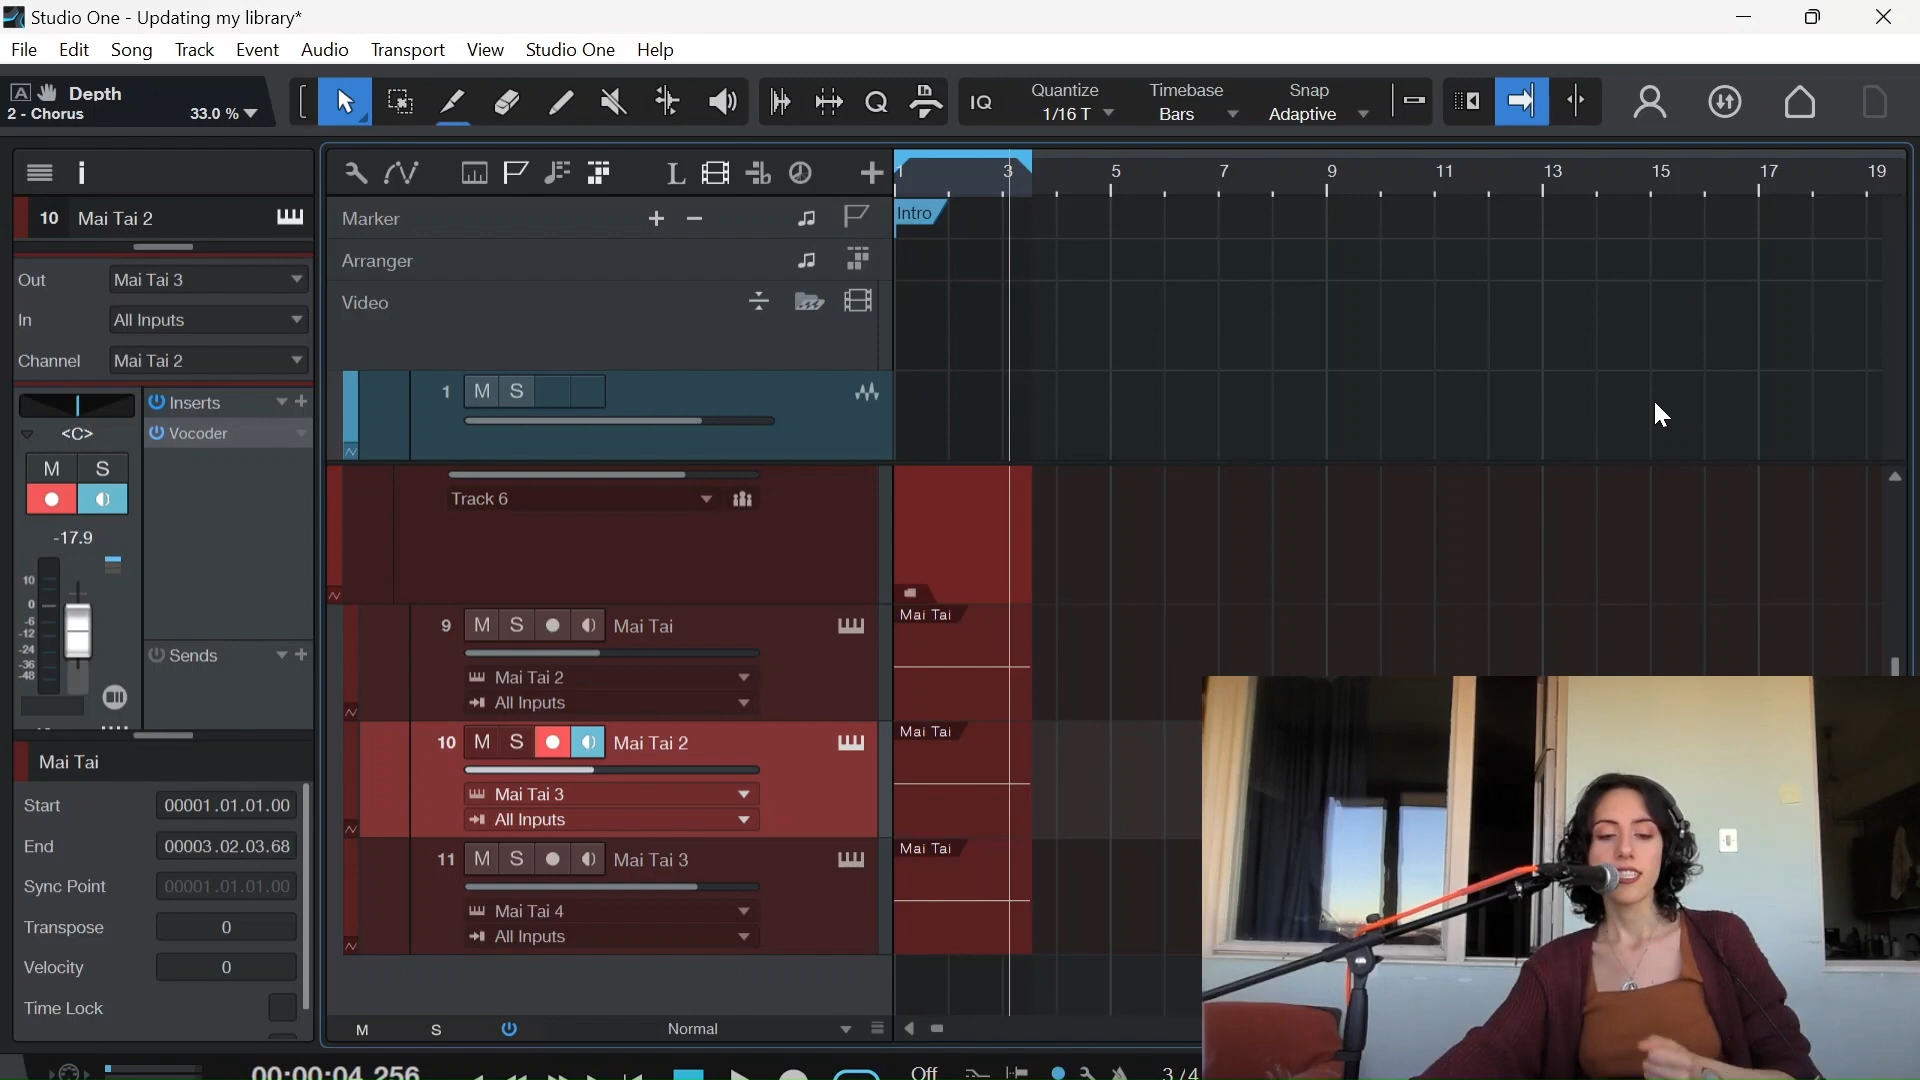 Studio One - Updating my library*
File Edit Song Track Event Audio Transport View Studio One Help
A Depth
2 - Chorus 33.0 %
IQ
Quantize
1/16 T
Timebase
Bars
Snap
Adaptive
i
L
1 3 5 7 9 11 13 15 17 19
10 Mai Tai 2
Marker
Intro
Arranger
Video
Out Mai Tai 3
In All Inputs
Channel Mai Tai 2
Inserts
<C>
Vocoder
M S
-17.9
10
0
-6
-12
-24
-36
-48
Sends
1 M S
Track 6
9 M S Mai Tai
Mai Tai 2
All Inputs
Mai Tai
10 M S Mai Tai 2
Mai Tai 3
All Inputs
Mai Tai
11 M S Mai Tai 3
Mai Tai 4
All Inputs
Mai Tai
Mai Tai
Start 00001.01.01.00
End 00003.02.03.68
Sync Point 00001.01.01.00
Transpose 0
Velocity 0
Time Lock
M S Normal
00:00:04.256
Off
3/4